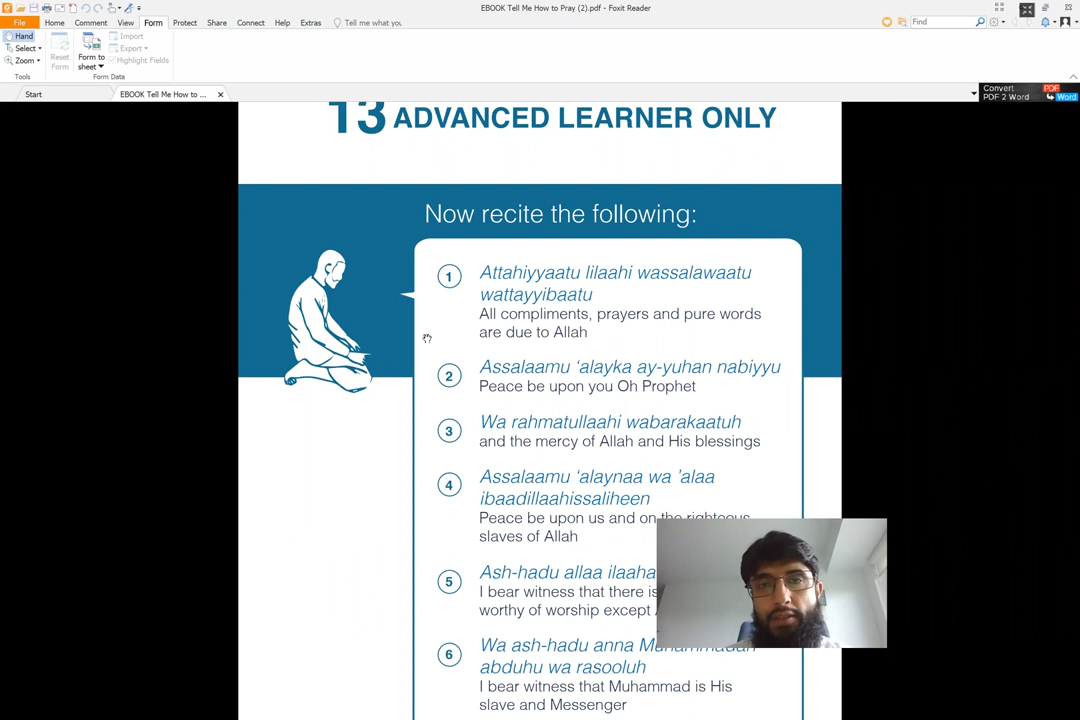 EBOOK Tell Me How to Pray (2).pdf - Foxit Reader
File Home Comment View Form Protect Share Connect Help Extras Tell me what you Find
Hand
Select
Zoom
Reset
Form
Form to
sheet
Import
Export
Highlight Fields
Tools Form Data
Start EBOOK Tell Me How to ...
Convert PDF
PDF 2 Word Word
13 ADVANCED LEARNER ONLY
Now recite the following:
1 Attahiyyaatu lilaahi wassalawaatu
wattayyibaatu
All compliments, prayers and pure words
are due to Allah
2 Assalaamu ‘alayka ay-yuhan nabiyyu
Peace be upon you Oh Prophet
3 Wa rahmatullaahi wabarakaatuh
and the mercy of Allah and His blessings
4 Assalaamu ‘alaynaa wa ’alaa
ibaadillaahissaliheen
Peace be upon us and on the righteous
slaves of Allah
5 Ash-hadu allaa ilaaha
I bear witness that there is
worthy of worship except
6 Wa ash-hadu anna Muhammadan
abduhu wa rasooluh
I bear witness that Muhammad is His
slave and Messenger